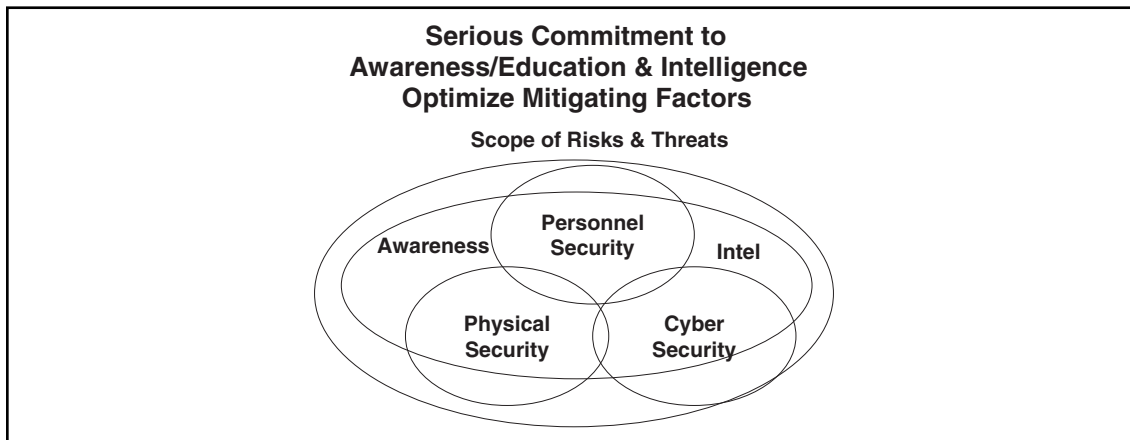 Serious Commitment to
Awareness/Education & Intelligence
Optimize Mitigating Factors
Scope of Risks & Threats
Personnel
Security
Awareness
Intel
Physical
Security
Cyber
Security